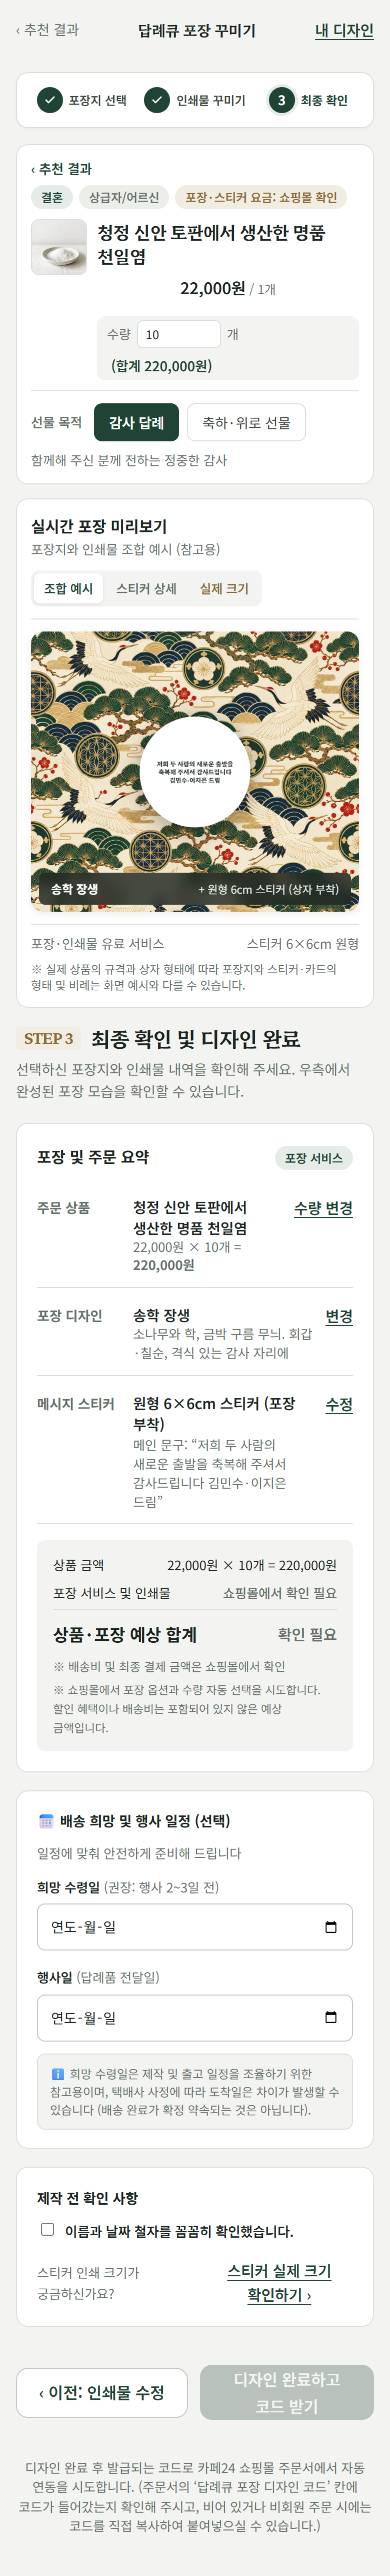 ‹ 추천 결과
답례큐 포장 꾸미기
내 디자인
포장지 선택
인쇄물 꾸미기
3 최종 확인
‹ 추천 결과
결혼
상급자/어르신
포장·스티커 요금: 쇼핑몰 확인
청정 신안 토판에서 생산한 명품
천일염
22,000원 / 1개
수량 10 개
(합계 220,000원)
선물 목적
감사 답례
축하·위로 선물
함께해 주신 분께 전하는 정중한 감사
실시간 포장 미리보기
포장지와 인쇄물 조합 예시 (참고용)
조합 예시
스티커 상세
실제 크기
저희 두 사람의 새로운 출발을
축복해 주셔서 감사드립니다
김민수·이지은 드림
송학 장생
+ 원형 6cm 스티커 (상자 부착)
포장·인쇄물 유료 서비스
스티커 6×6cm 원형
※ 실제 상품의 규격과 상자 형태에 따라 포장지와 스티커·카드의
형태 및 비례는 화면 예시와 다를 수 있습니다.
STEP 3 최종 확인 및 디자인 완료
선택하신 포장지와 인쇄물 내역을 확인해 주세요. 우측에서
완성된 포장 모습을 확인할 수 있습니다.
포장 및 주문 요약
포장 서비스
주문 상품
청정 신안 토판에서
생산한 명품 천일염
22,000원 × 10개 =
220,000원
수량 변경
포장 디자인
송학 장생
소나무와 학, 금박 구름 무늬. 회갑
·칠순, 격식 있는 감사 자리에
변경
메시지 스티커
원형 6×6cm 스티커 (포장
부착)
메인 문구: “저희 두 사람의
새로운 출발을 축복해 주셔서
감사드립니다 김민수·이지은
드림”
수정
상품 금액
22,000원 × 10개 = 220,000원
포장 서비스 및 인쇄물
쇼핑몰에서 확인 필요
상품·포장 예상 합계
확인 필요
※ 배송비 및 최종 결제 금액은 쇼핑몰에서 확인
※ 쇼핑몰에서 포장 옵션과 수량 자동 선택을 시도합니다.
할인 혜택이나 배송비는 포함되어 있지 않은 예상
금액입니다.
배송 희망 및 행사 일정 (선택)
일정에 맞춰 안전하게 준비해 드립니다
희망 수령일 (권장: 행사 2~3일 전)
연도-월-일
행사일 (답례품 전달일)
연도-월-일
ℹ️ 희망 수령일은 제작 및 출고 일정을 조율하기 위한
참고용이며, 택배사 사정에 따라 도착일은 차이가 발생할 수
있습니다 (배송 완료가 확정 약속되는 것은 아닙니다).
제작 전 확인 사항
이름과 날짜 철자를 꼼꼼히 확인했습니다.
스티커 인쇄 크기가
궁금하신가요?
스티커 실제 크기
확인하기 ›
‹ 이전: 인쇄물 수정
디자인 완료하고
코드 받기
디자인 완료 후 발급되는 코드로 카페24 쇼핑몰 주문서에서 자동
연동을 시도합니다. (주문서의 ‘답례큐 포장 디자인 코드’ 칸에
코드가 들어갔는지 확인해 주시고, 비어 있거나 비회원 주문 시에는
코드를 직접 복사하여 붙여넣으실 수 있습니다.)